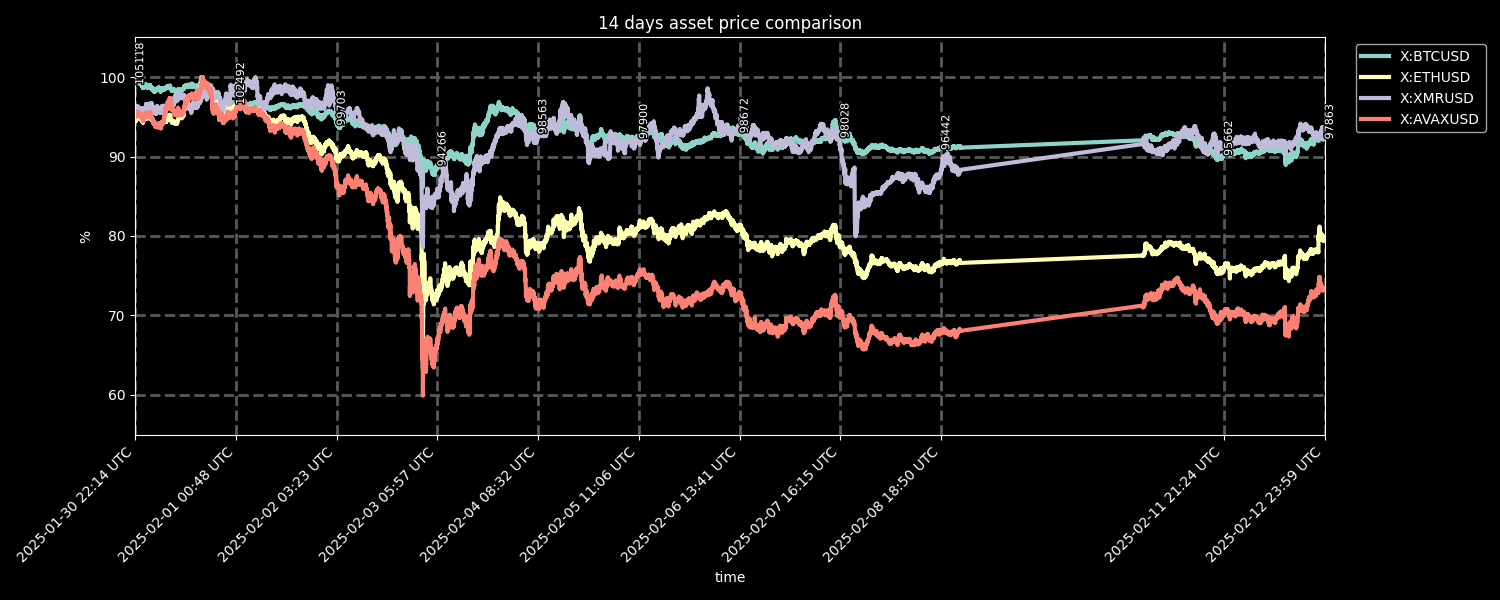 14 days asset price comparison
X:BTCUSD
X:ETHUSD
X:XMRUSD
X:AVAXUSD
100
90
80
70
60
%
105118
102492
99703
94266
98563
97900
98672
98028
96442
95662
97863
2025-01-30 22:14 UTC
2025-02-01 00:48 UTC
2025-02-02 03:23 UTC
2025-02-03 05:57 UTC
2025-02-04 08:32 UTC
2025-02-05 11:06 UTC
2025-02-06 13:41 UTC
2025-02-07 16:15 UTC
2025-02-08 18:50 UTC
2025-02-11 21:24 UTC
2025-02-12 23:59 UTC
time